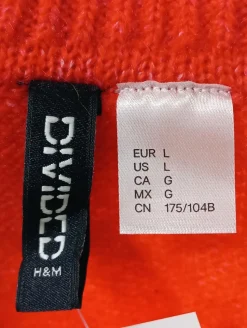 DIVIDED
H&M
EUR L
US L
CA G
MX G
CN 175/104B